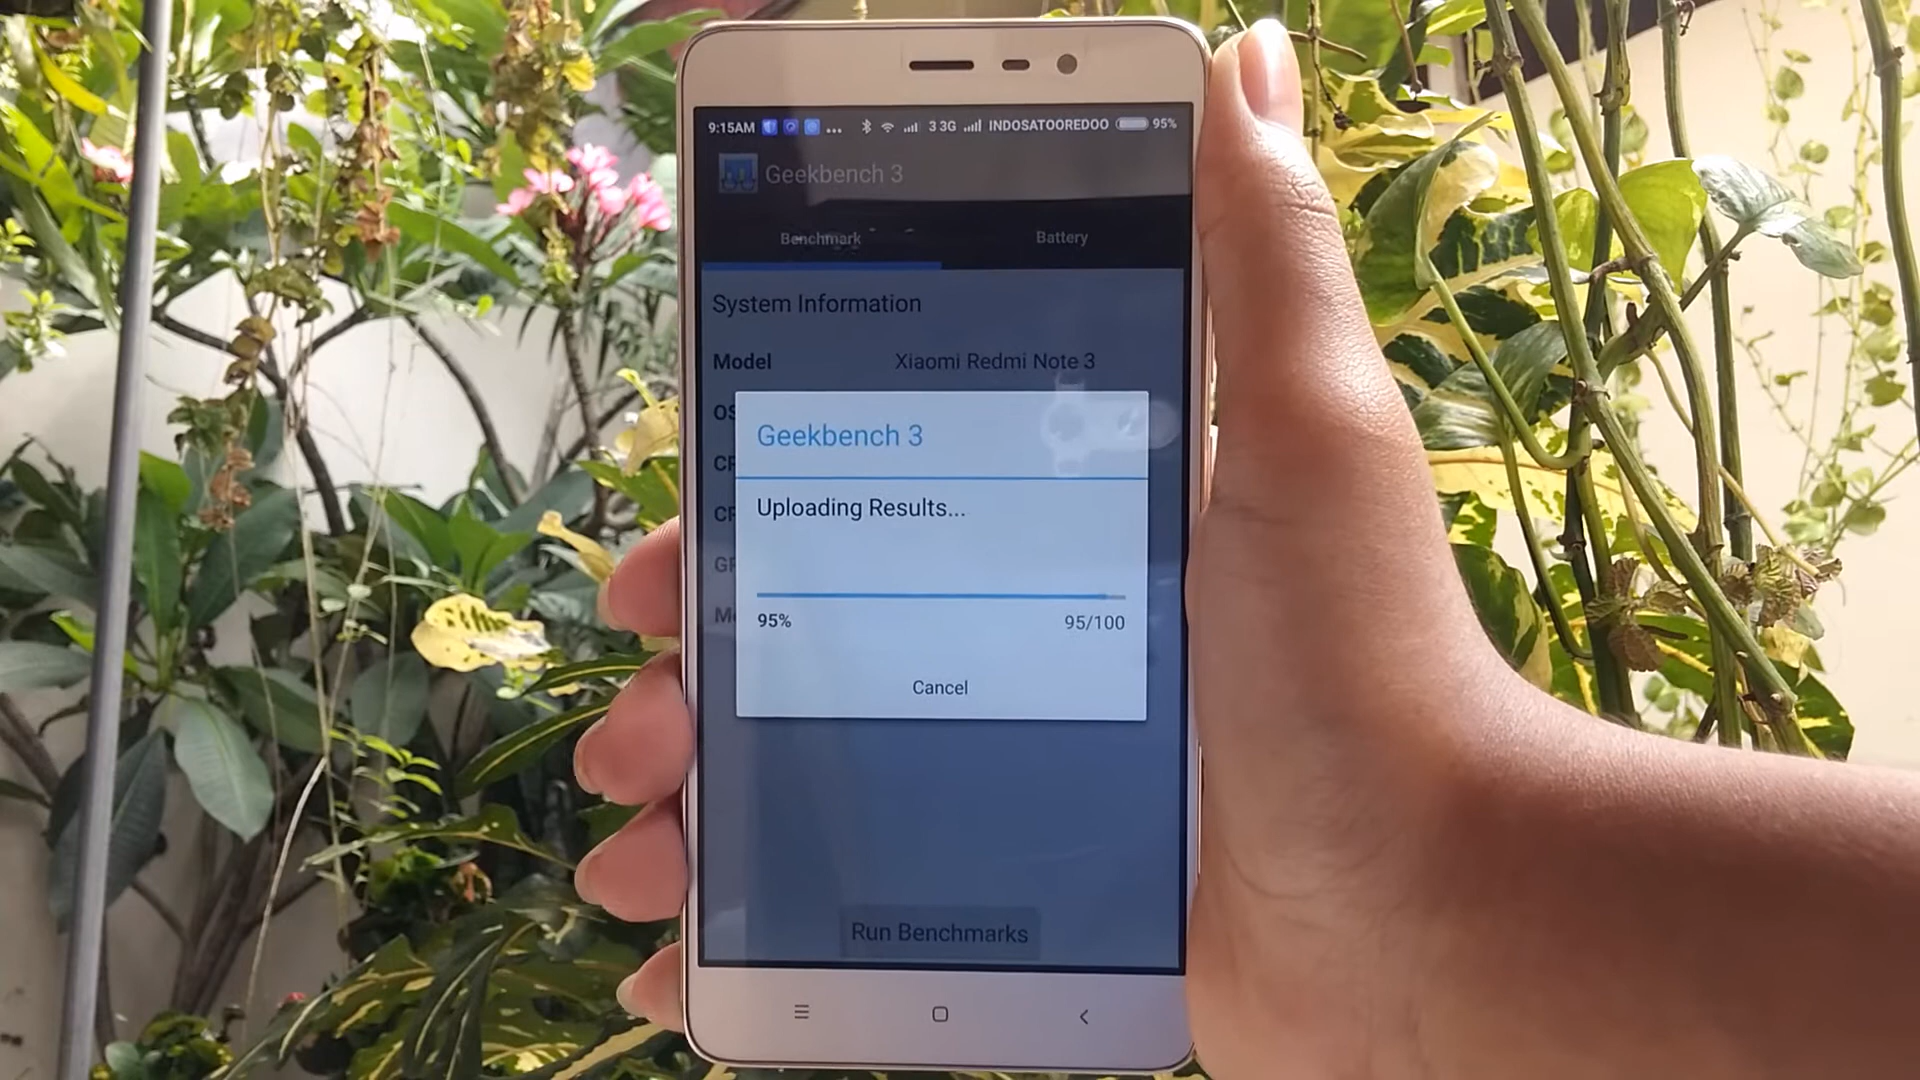 9:15AM ... 3 3G INDOSATOOREDOO 95%
Geekbench 3
Benchmark Battery
System Information
Model Xiaomi Redmi Note 3
OS
Geekbench 3
CP
Uploading Results...
CP
GP
95% 95/100
Me
Cancel
Run Benchmarks